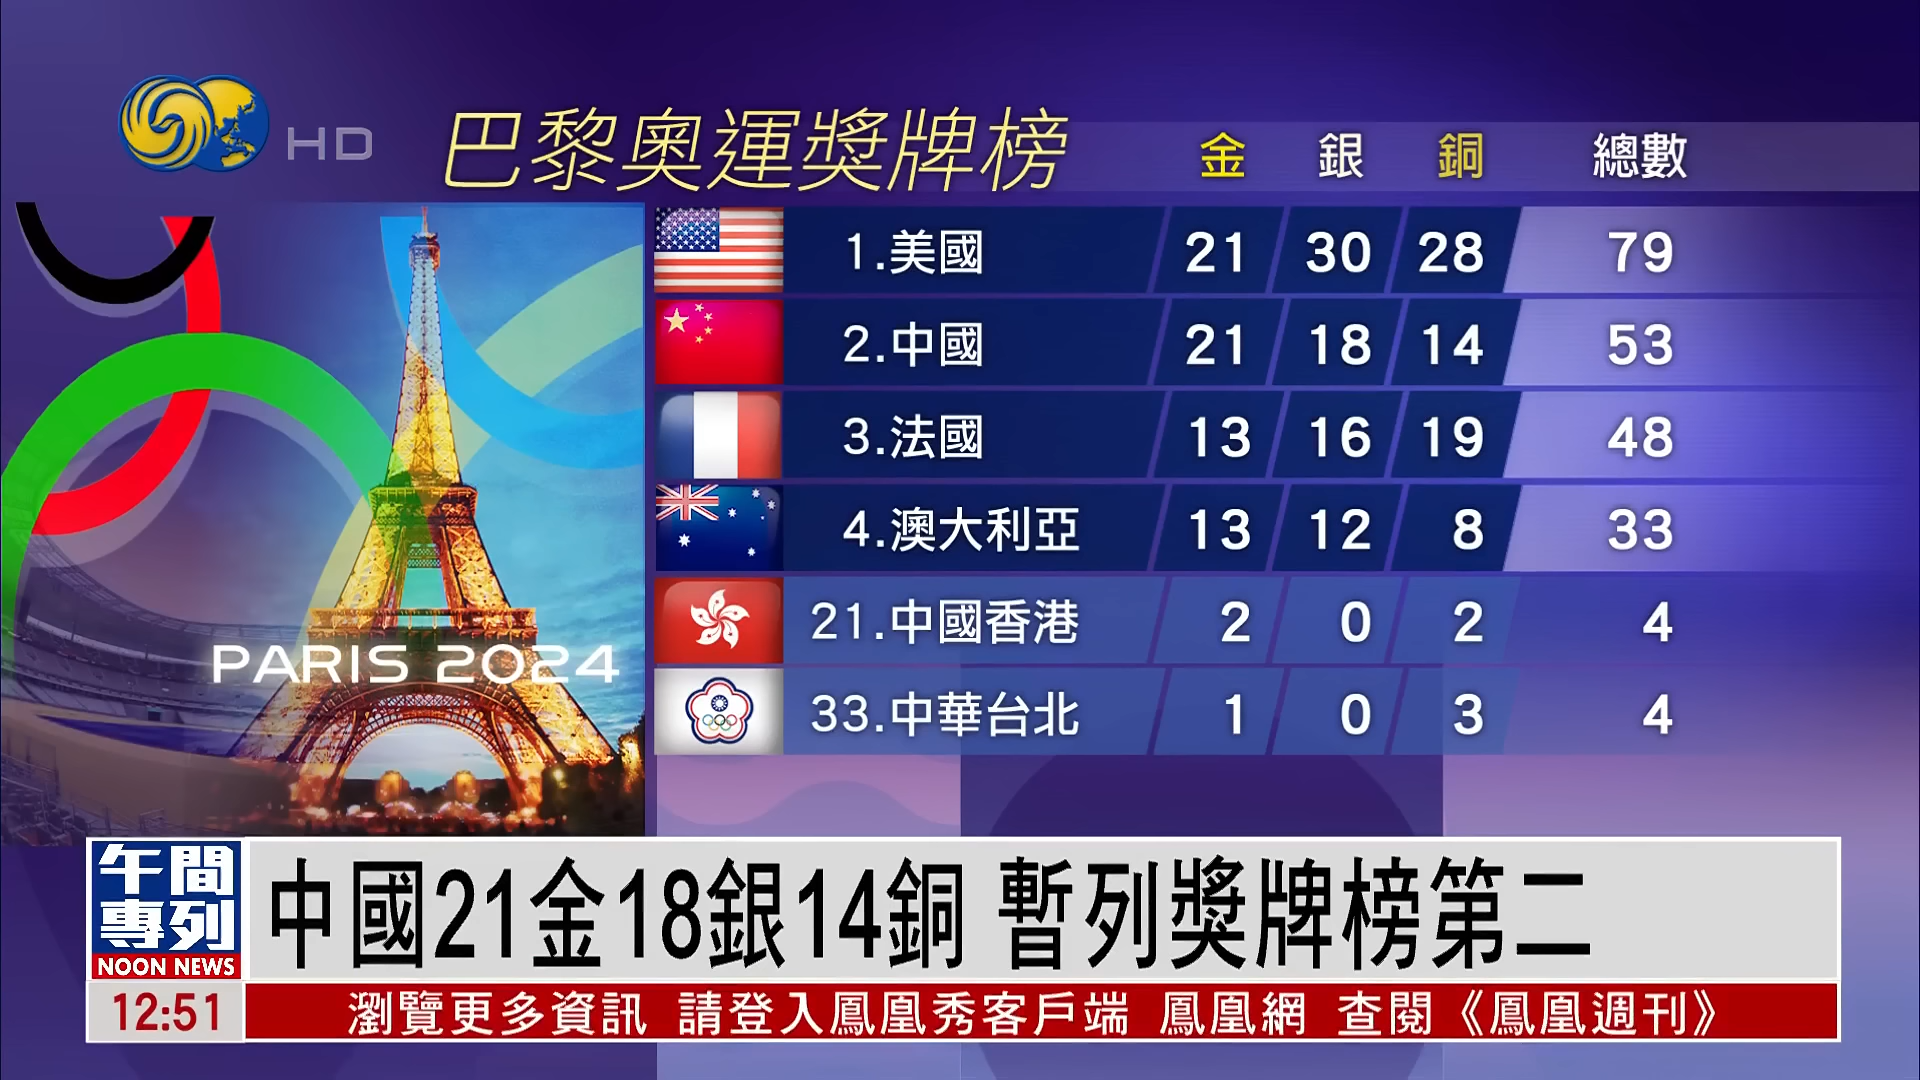 HD
巴黎奧運獎牌榜 金 銀 銅 總數
1.美國 21 30 28 79
2.中國 21 18 14 53
3.法國 13 16 19 48
4.澳大利亞 13 12 8 33
21.中國香港 2 0 2 4
33.中華台北 1 0 3 4
PARIS 2024
午間
專列
NOON NEWS
中國21金18銀14銅 暫列獎牌榜第二
12:51
瀏覽更多資訊 請登入鳳凰秀客戶端 鳳凰網 查閱《鳳凰週刊》